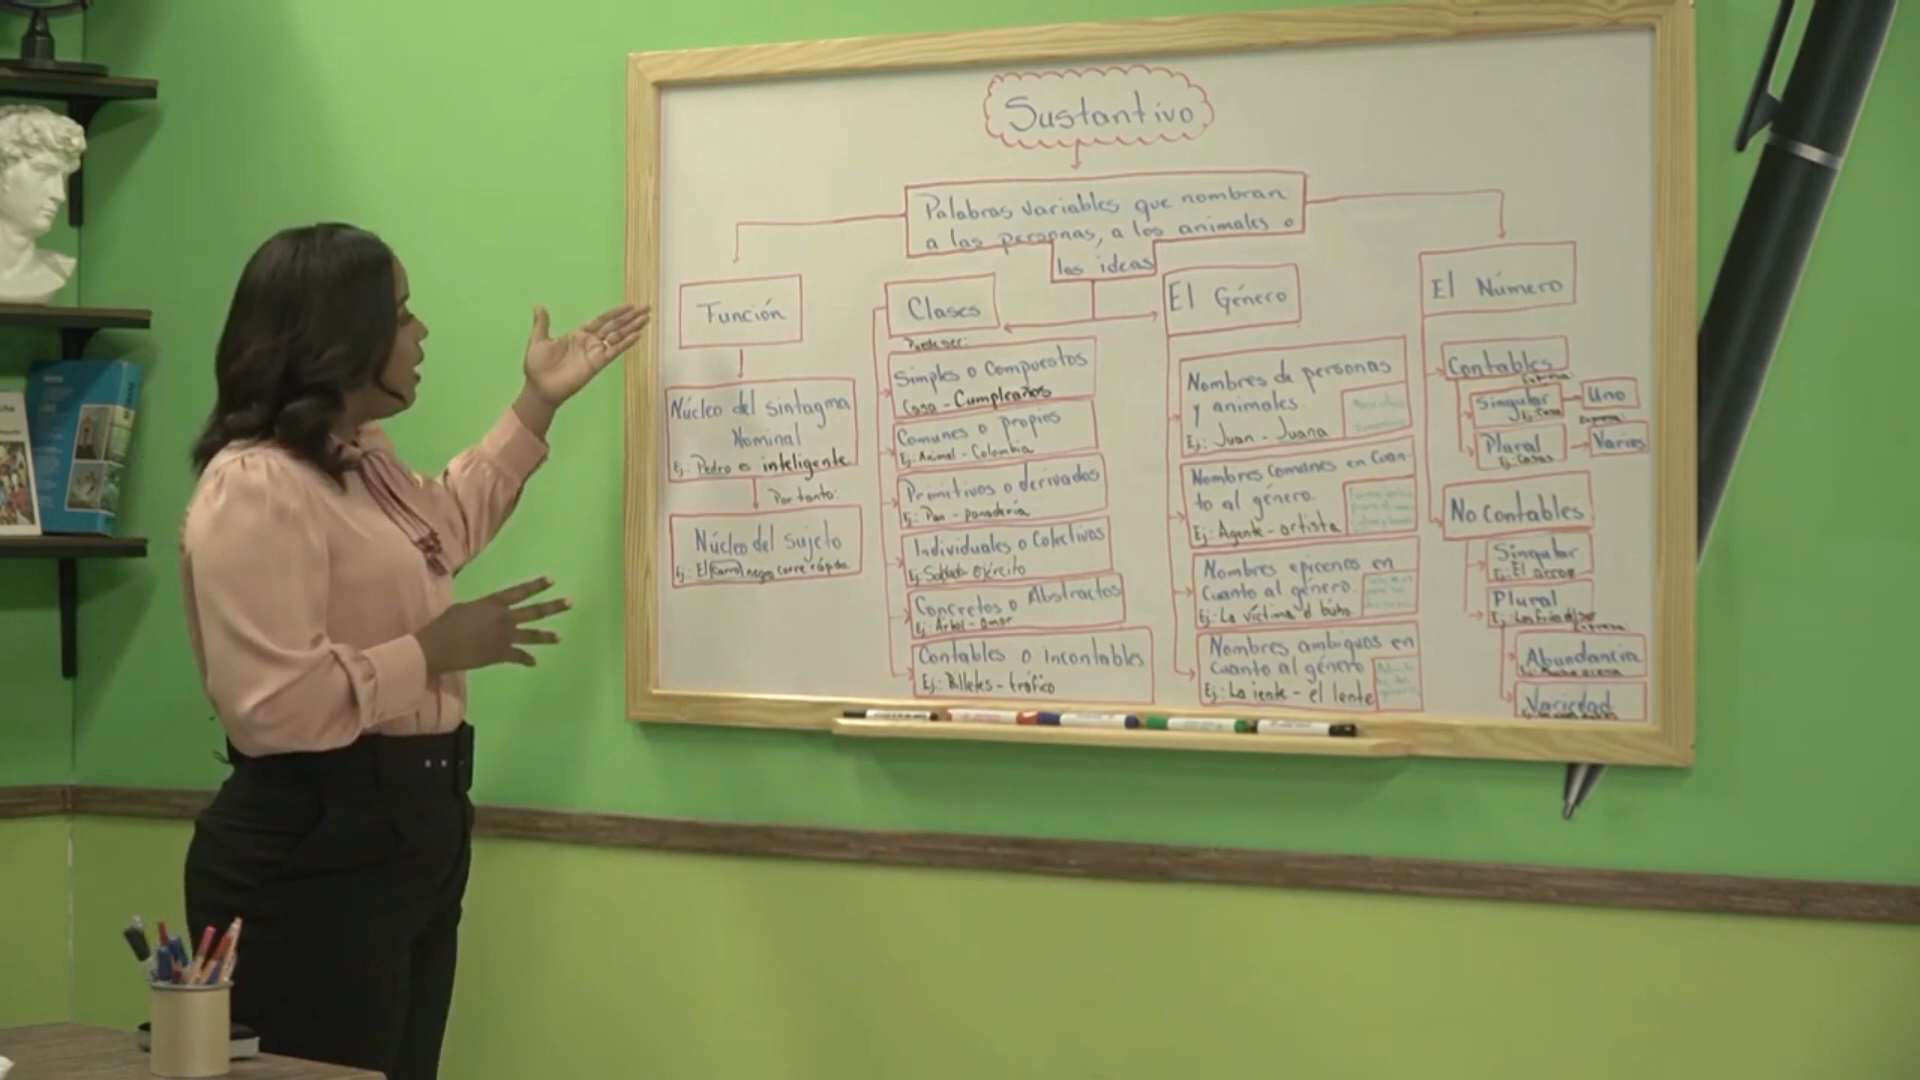 Sustantivo
Palabras variables que nombran
a las personas, a los animales o
las ideas
Función
Núcleo del sintagma
Nominal
Ej: Pedro es inteligente
Por tanto:
Núcleo del sujeto
Ej: El carro negro corre rápido
Clases
Puede ser:
Simples o Compuestos
Casa - Cumpleaños
Comunes o propios
Ej: Animal - Colombia
Primitivos o derivados
Ej: Pan - panadería
Individuales o Colectivos
Ej: Soldado - ejército
Concretos o Abstractos
Ej: Árbol - amor
Contables o incontables
Ej: Billetes - tráfico
El Género
Nombres de personas
y animales.
Ej: Juan - Juana
Nombres comunes en Cuan-
to al género.
Ej: Agente - artista
Nombres epicenos en
Cuanto al género.
Ej: La víctima el búho
Nombres ambiguos en
Cuanto al género
Ej: La lente - el lente
El Número
Contables
Singular
Ej: Casa
Uno
Expresa:
Plural
Ej: Casas
Varios
No Contables
Singular
Ej: El arroz
Plural
Expresa:
Abundancia
Variedad